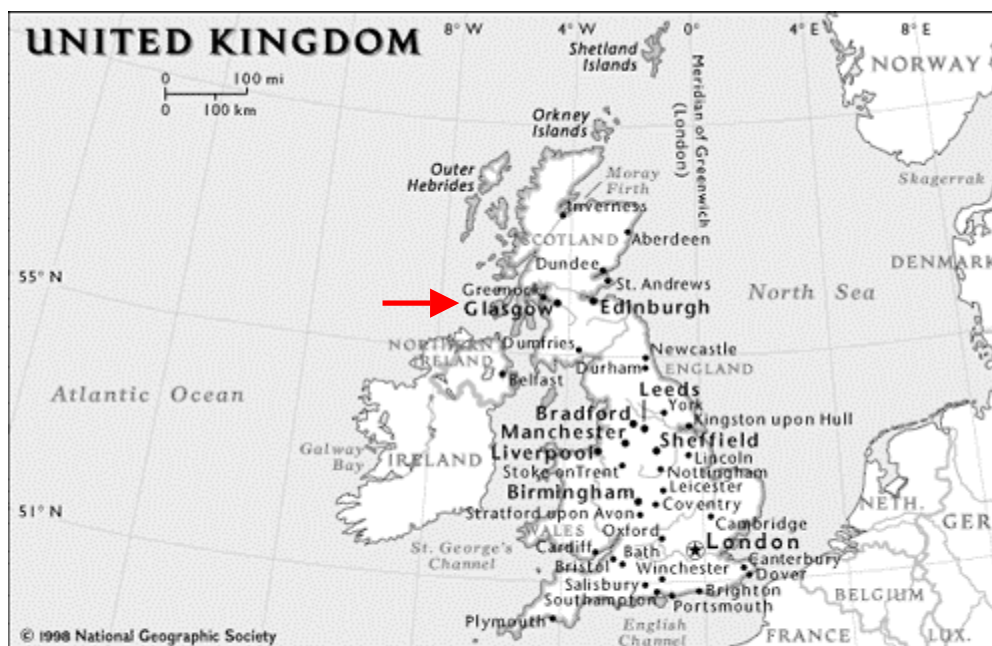 UNITED KINGDOM
8° W
4° W
0°
4° E
8° E
0 100 mi
0 100 km
Shetland
Islands
Meridian of Greenwich
(London)
NORWAY
Orkney
Islands
Outer
Hebrides
Moray
Firth
Skagerrak
Inverness
SCOTLAND
Aberdeen
DENMARK
Dundee
55° N
St. Andrews
Greenock
North Sea
Glasgow
Edinburgh
Dumfries
NORTHERN
IRELAND
Newcastle
Durham
ENGLAND
Belfast
Leeds
Atlantic Ocean
York
Bradford
Kingston upon Hull
Manchester
Sheffield
Galway
Bay
IRELAND
Liverpool
Lincoln
Stoke on Trent
Nottingham
Birmingham
Leicester
Coventry
NETH.
51° N
Stratford upon Avon
Cambridge
GER
WALES
Oxford
London
St. George's
Channel
Cardiff
Bath
Canterbury
Bristol
Winchester
Dover
Salisbury
Brighton
BELGIUM
Southampton
Portsmouth
Plymouth
English
Channel
FRANCE
LUX.
© 1998 National Geographic Society